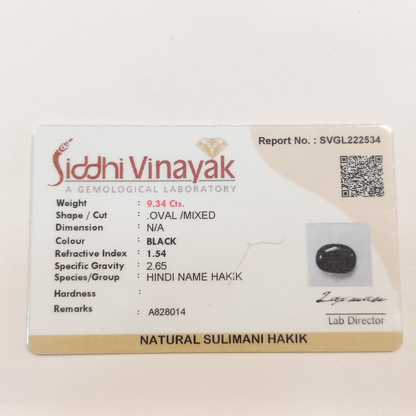 Report No. : SVGL222534
Siddhi Vinayak
A GEMOLOGICAL LABORATORY
Weight : 9.34 Cts.
Shape / Cut : .OVAL /MIXED
Dimension : N/A
Colour : BLACK
Refractive Index : 1.54
Specific Gravity : 2.65
Species/Group : HINDI NAME HAKIK
Hardness :
Remarks : A828014
Lab Director
NATURAL SULIMANI HAKIK